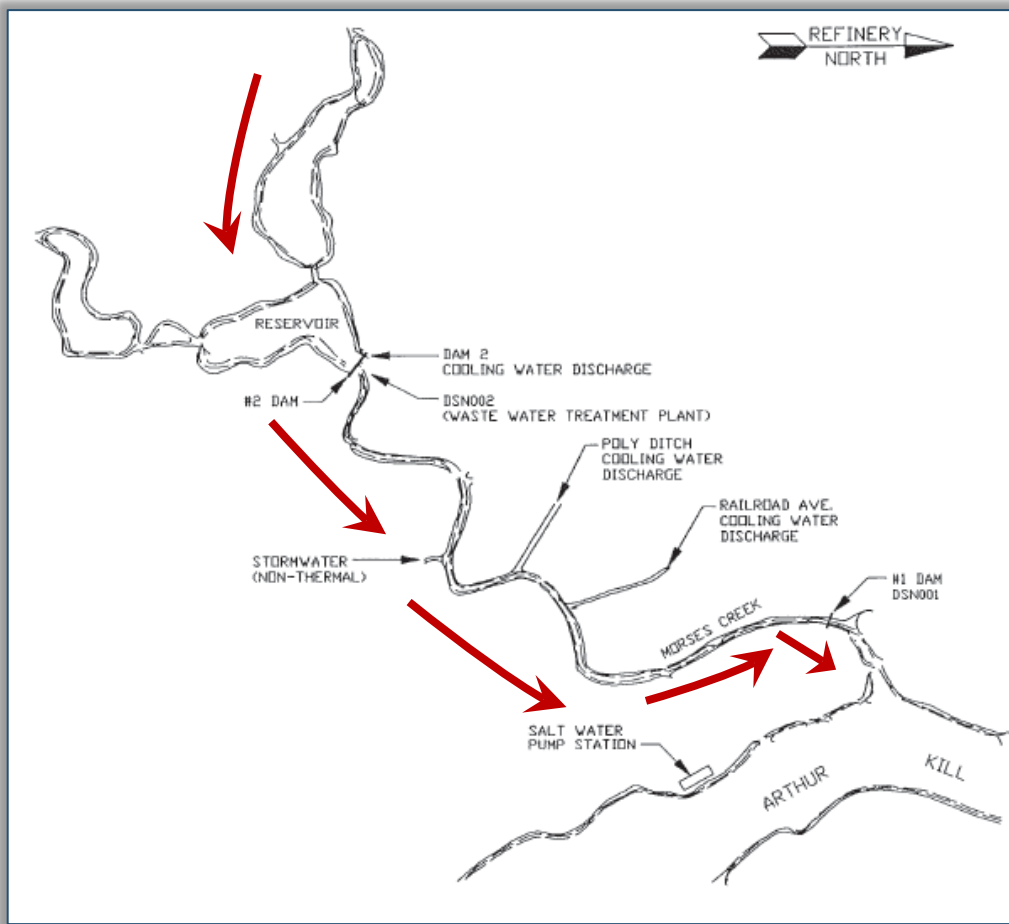 REFINERY
NORTH
RESERVOIR
DAM 2
COOLING WATER DISCHARGE
#2 DAM
DSN002
(WASTE WATER TREATMENT PLANT)
POLY DITCH
COOLING WATER
DISCHARGE
RAILROAD AVE.
COOLING WATER
DISCHARGE
STORMWATER
(NON-THERMAL)
#1 DAM
DSN001
MORSES CREEK
SALT WATER
PUMP STATION
ARTHUR
KILL